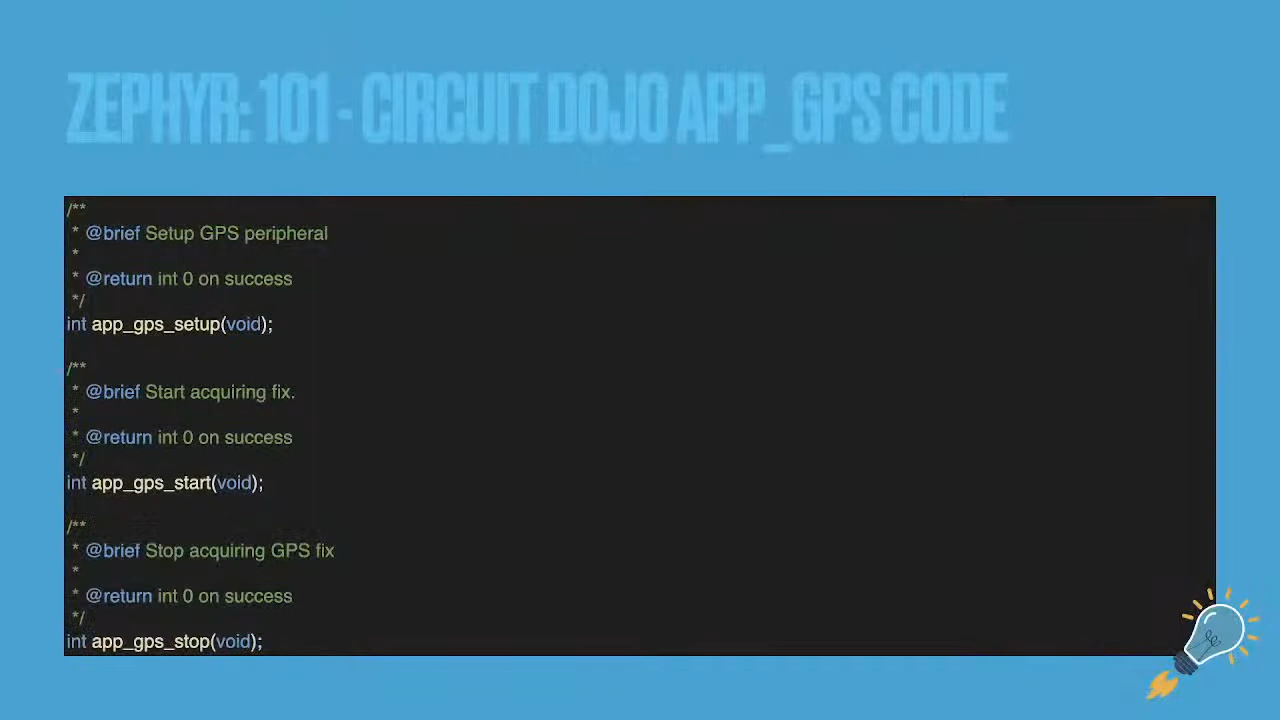 ZEPHYR: 101 - CIRCUIT DOJO APP_GPS CODE
/**
* @brief Setup GPS peripheral
*
* @return int 0 on success
*/
int app_gps_setup(void);
/**
* @brief Start acquiring fix.
*
* @return int 0 on success
*/
int app_gps_start(void);
/**
* @brief Stop acquiring GPS fix
*
* @return int 0 on success
*/
int app_gps_stop(void);